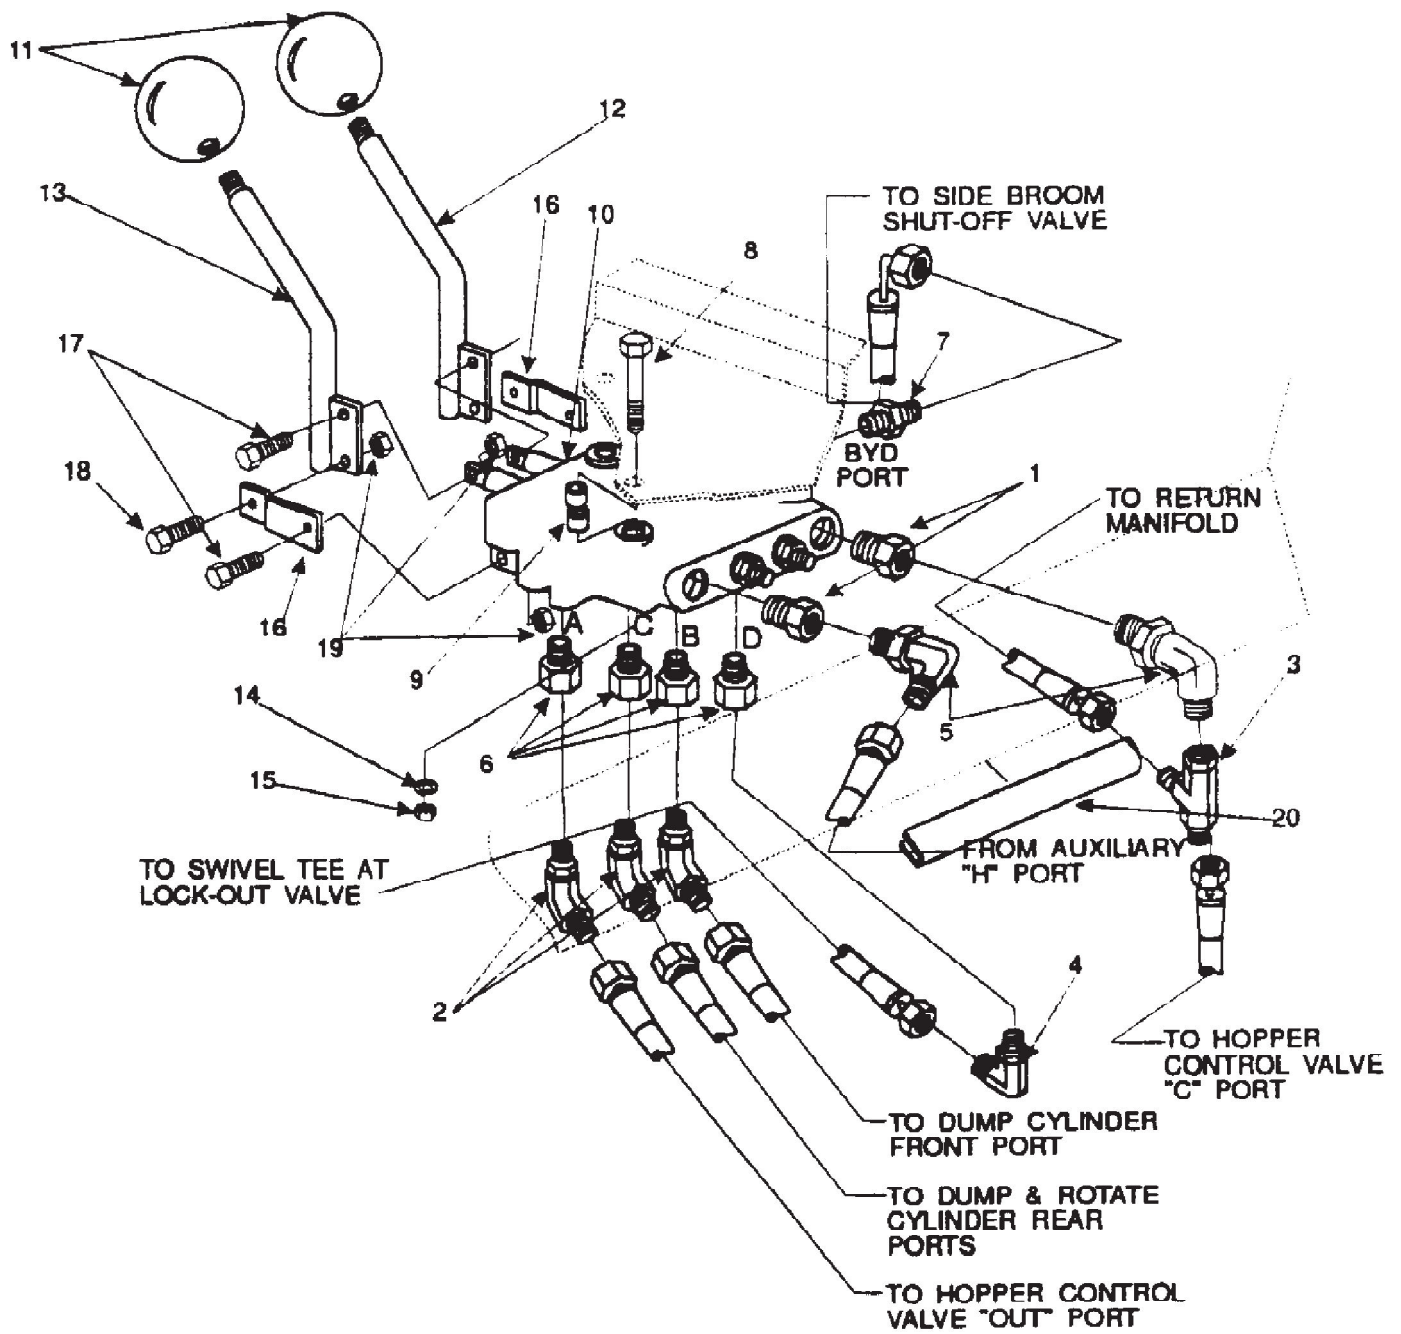 11
12
13
16
10
TO SIDE BROOM
SHUT-OFF VALVE
8
7
17
BYD
PORT
18
1
TO RETURN
MANIFOLD
16
19
9
A
C
B
D
3
14
6
5
15
20
TO SWIVEL TEE AT
LOCK-OUT VALVE
FROM AUXILIARY
"H" PORT
2
4
TO HOPPER
CONTROL VALVE
"C" PORT
TO DUMP CYLINDER
FRONT PORT
TO DUMP & ROTATE
CYLINDER REAR
PORTS
TO HOPPER CONTROL
VALVE "OUT" PORT